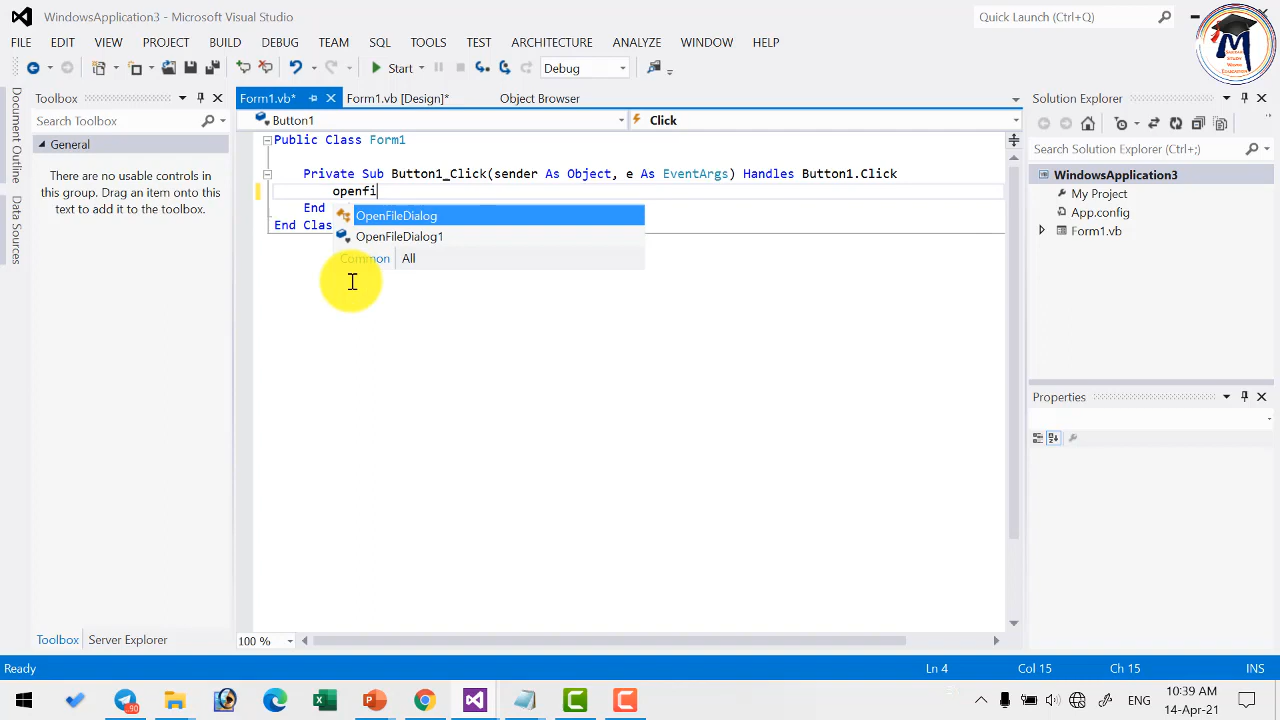 WindowsApplication3 - Microsoft Visual Studio
Quick Launch (Ctrl+Q)
FILE EDIT VIEW PROJECT BUILD DEBUG TEAM SQL TOOLS TEST ARCHITECTURE ANALYZE WINDOW HELP
Start
Debug
Toolbox
Search Toolbox
General
There are no usable controls in
this group. Drag an item onto this
text to add it to the toolbox.
Document Outline
Data Sources
Form1.vb*
Form1.vb [Design]*
Object Browser
Button1
Click
Public Class Form1
Private Sub Button1_Click(sender As Object, e As EventArgs) Handles Button1.Click
openfi
End
End Clas
OpenFileDialog
OpenFileDialog1
Common All
100 %
Solution Explorer
Search Solution Explorer (Ctrl+;)
WindowsApplication3
My Project
App.config
Form1.vb
Properties
Toolbox Server Explorer
Ready
Ln 4
Col 15
Ch 15
INS
90
ENG
10:39 AM
14-Apr-21